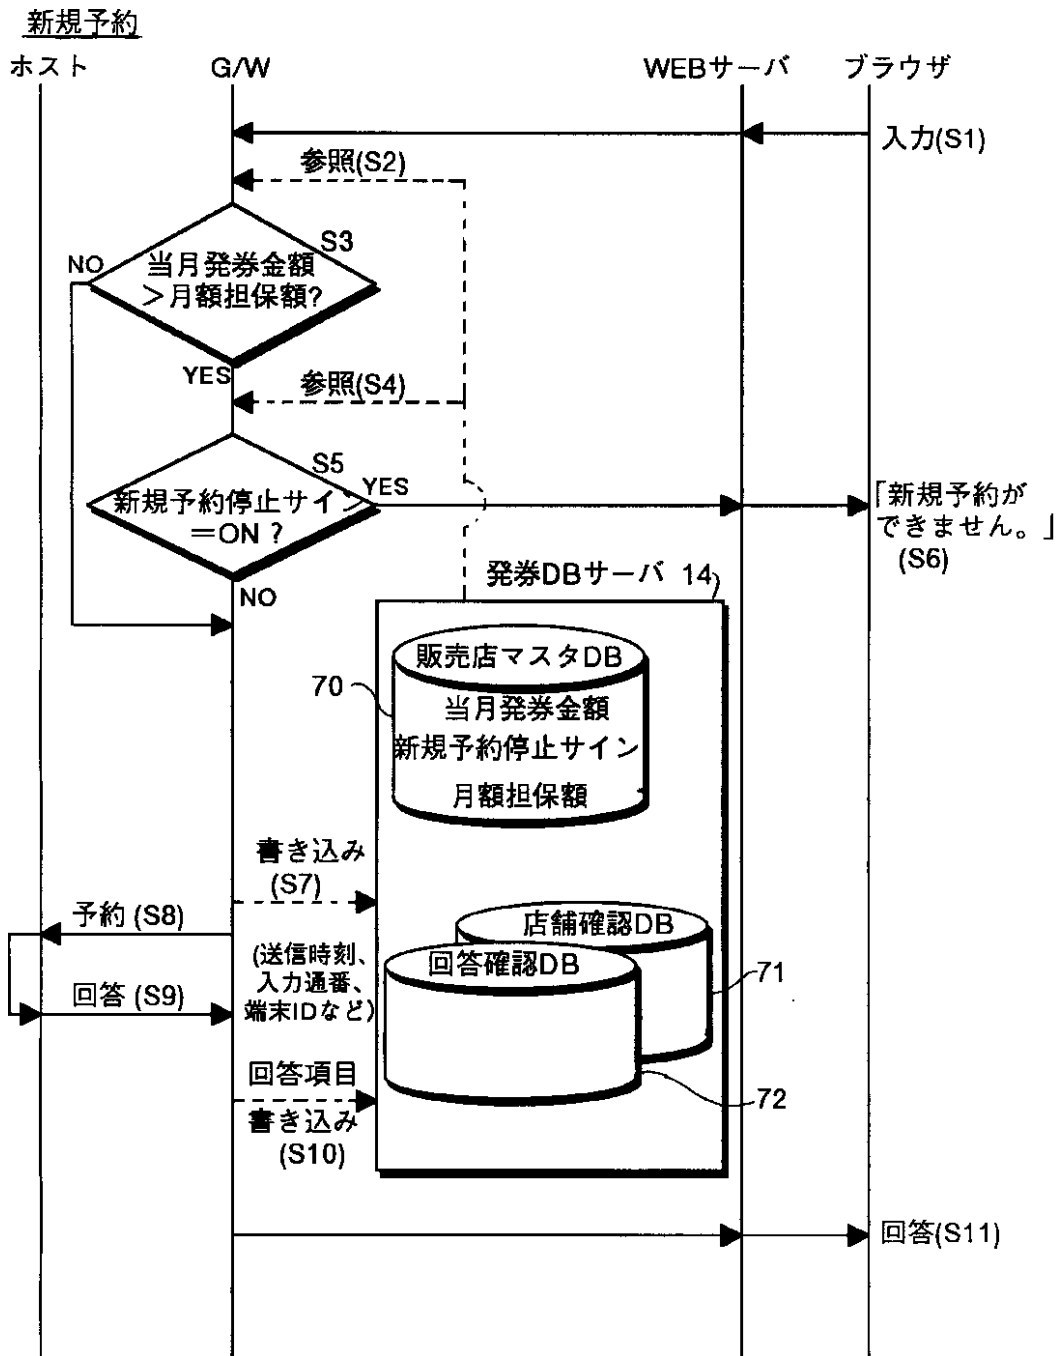 新規予約
ホスト
G/W
WEBサーバ
ブラウザ
入力(S1)
参照(S2)
S3
NO
当月発券金額
>月額担保額?
YES
参照(S4)
S5
YES
新規予約停止サイン
=ON ?
「新規予約が
できません。」
(S6)
NO
発券DBサーバ 14
販売店マスタDB
70
当月発券金額
新規予約停止サイン
月額担保額
書き込み
(S7)
予約 (S8)
店舗確認DB
(送信時刻、
入力通番、
端末IDなど)
回答確認DB
71
回答 (S9)
回答項目
72
書き込み
(S10)
回答(S11)